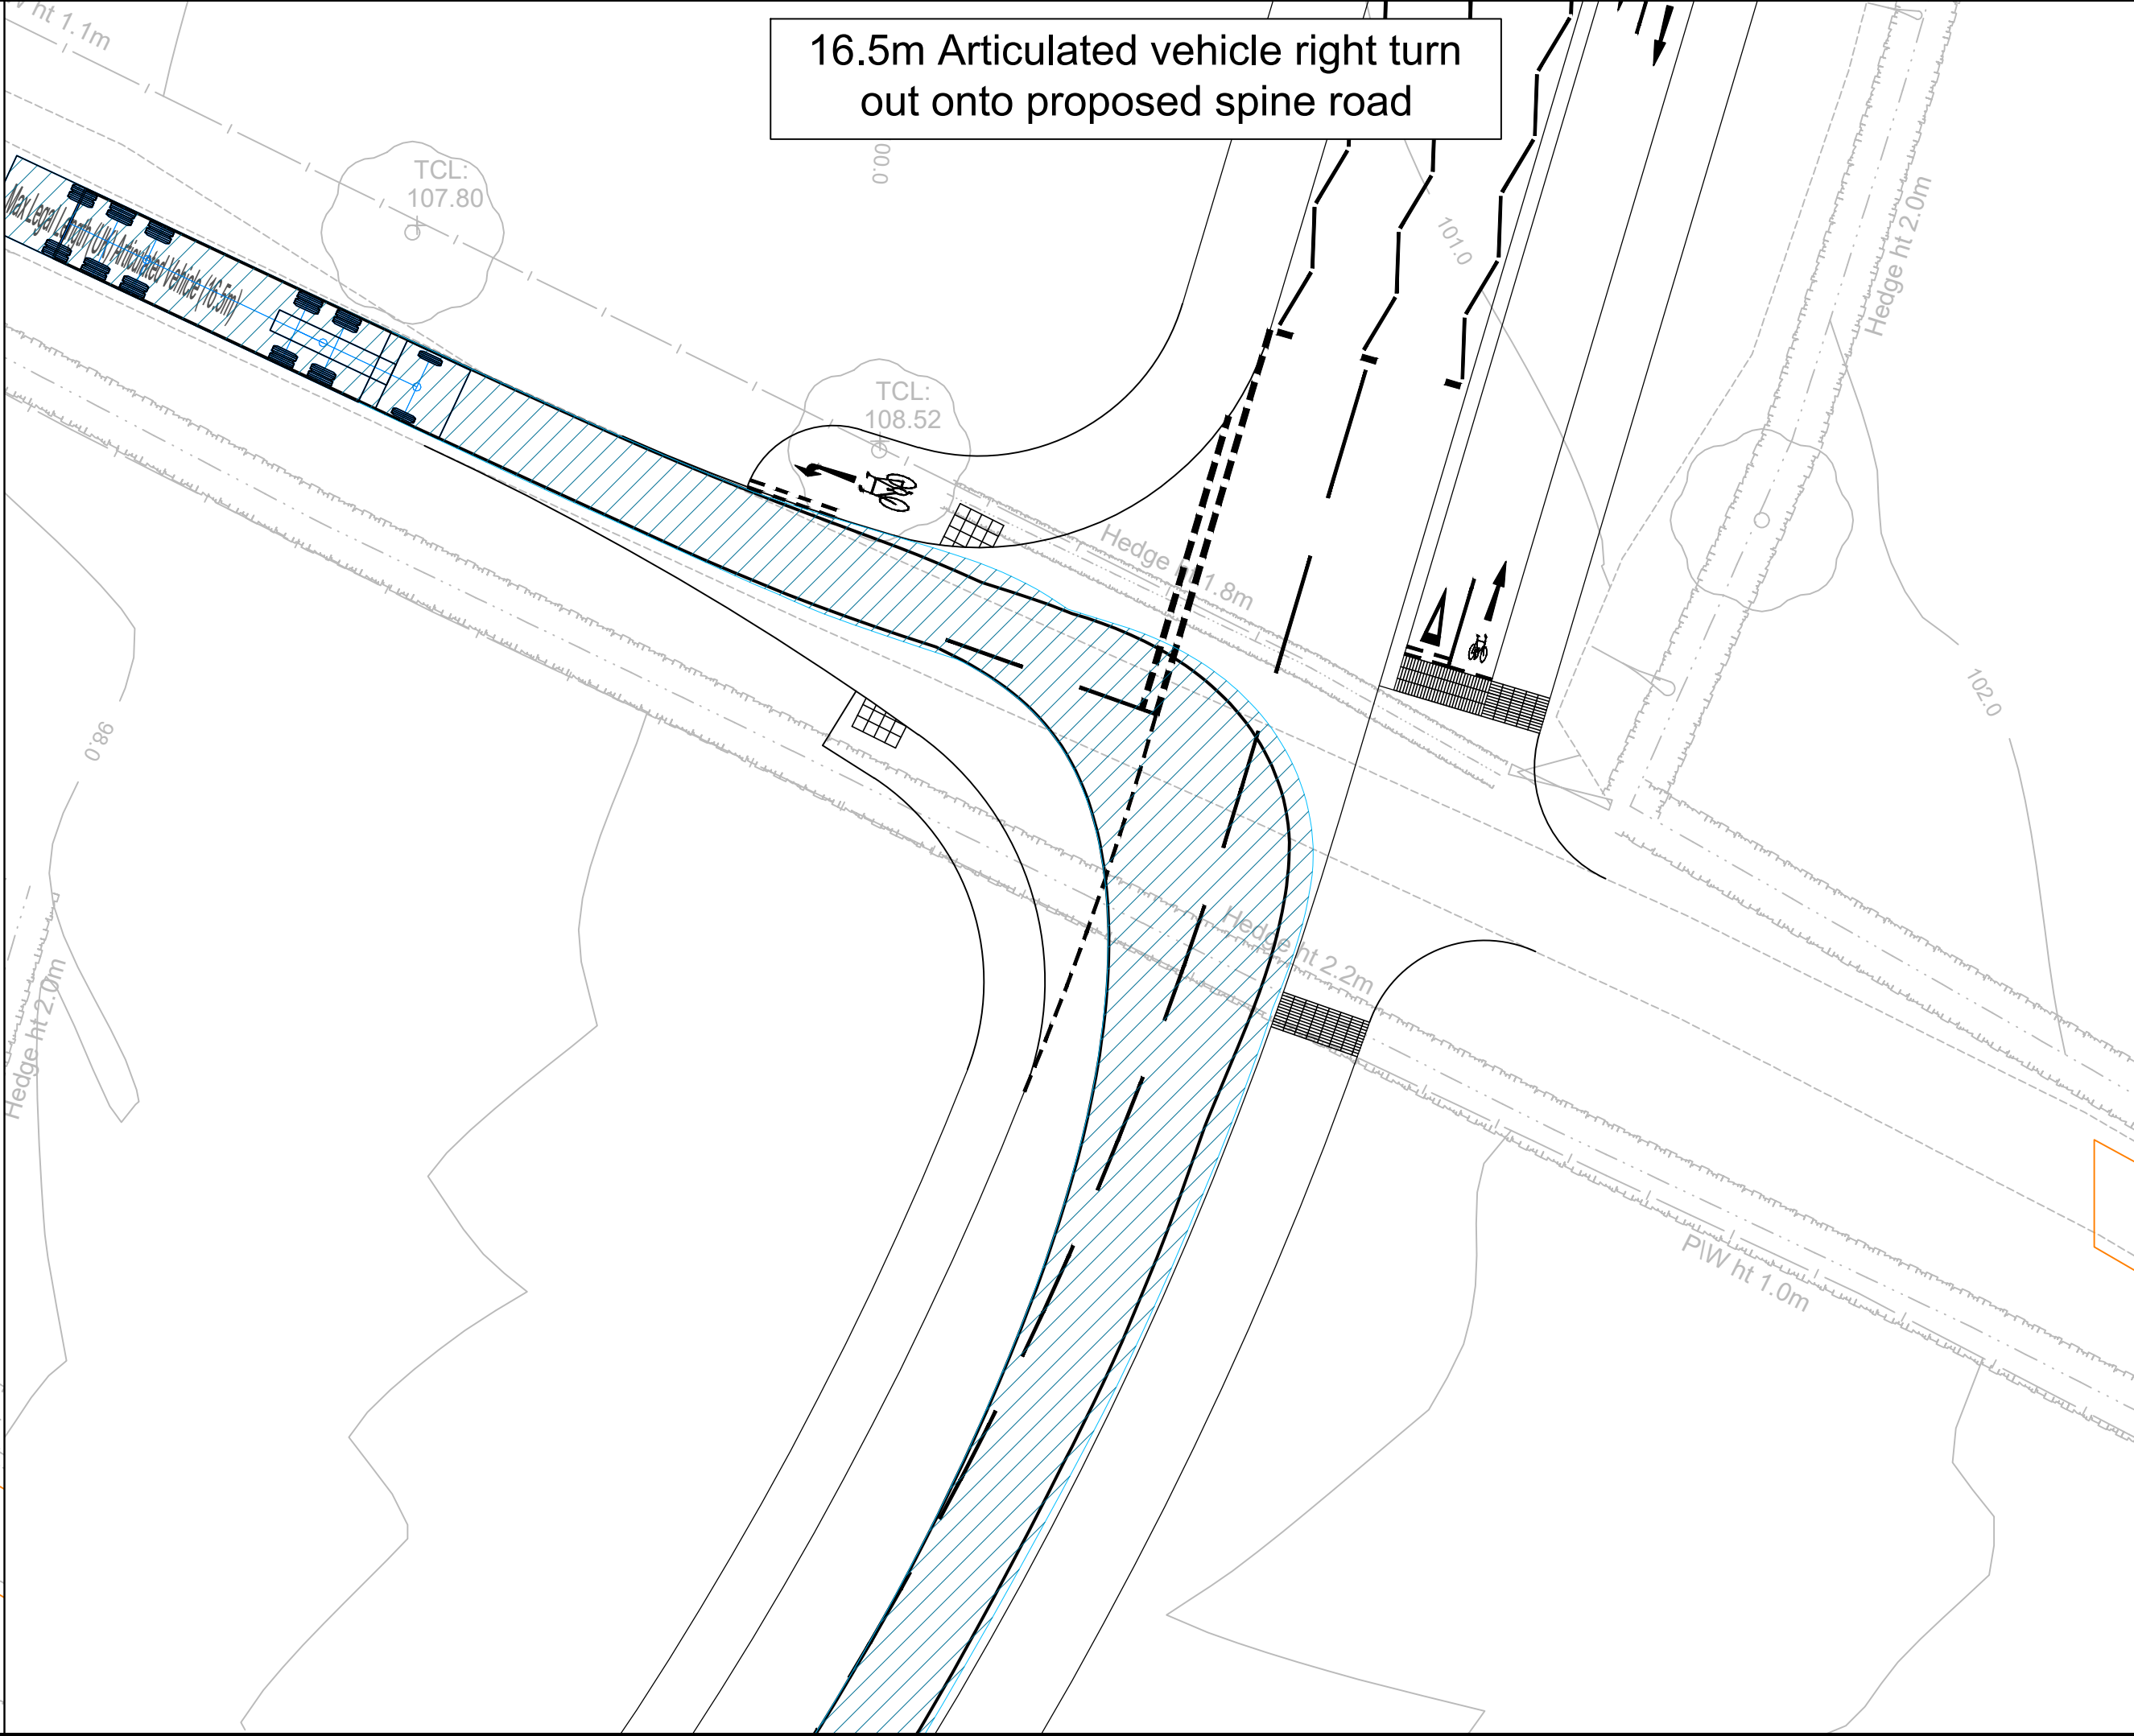 16.5m Articulated vehicle right turn
out onto proposed spine road
W ht 1.1m
TCL:
107.80
00.0
101.0
Hedge ht 2.0m
Max Legal Length (UK) Articulated Vehicle (16.5m)
TCL:
108.52
Hedge ht 1.8m
102.0
98.0
Hedge ht 2.2m
Hedge ht 2.0m
P\W ht 1.0m